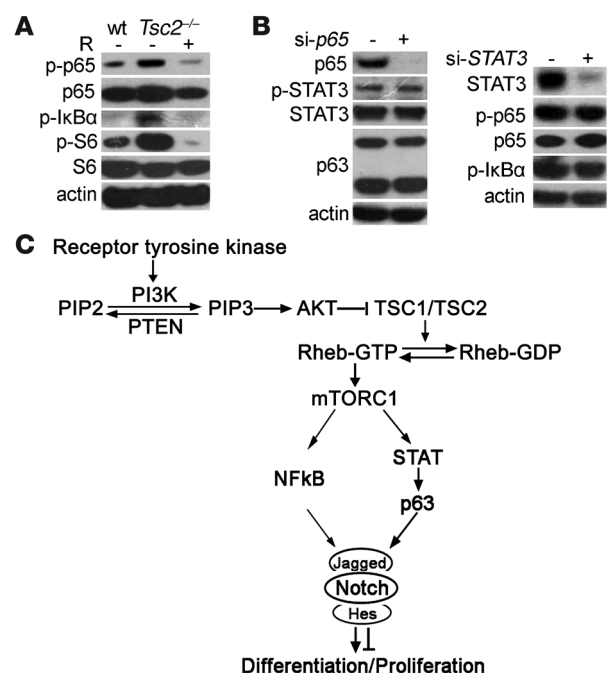 A
wt Tsc2–/–
R - - +
p-p65
p65
p-IκBα
p-S6
S6
actin
B
si-p65 - +
p65
p-STAT3
STAT3
p63
actin
si-STAT3 - +
STAT3
p-p65
p65
p-IκBα
actin
C
Receptor tyrosine kinase
PI3K
PIP2 PIP3 AKT TSC1/TSC2
PTEN
Rheb-GTP Rheb-GDP
mTORC1
STAT
NFkB
p63
Jagged
Notch
Hes
Differentiation/Proliferation